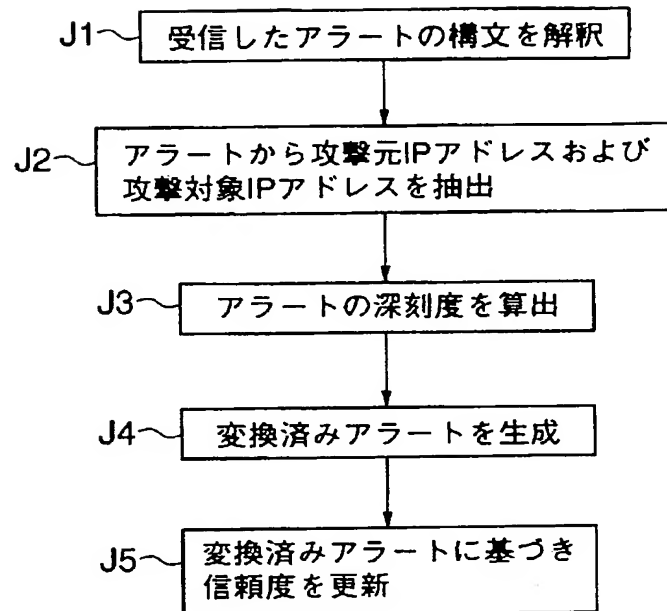 J1 受信したアラートの構文を解釈
J2 アラートから攻撃元IPアドレスおよび
攻撃対象IPアドレスを抽出
J3 アラートの深刻度を算出
J4 変換済みアラートを生成
J5 変換済みアラートに基づき
信頼度を更新